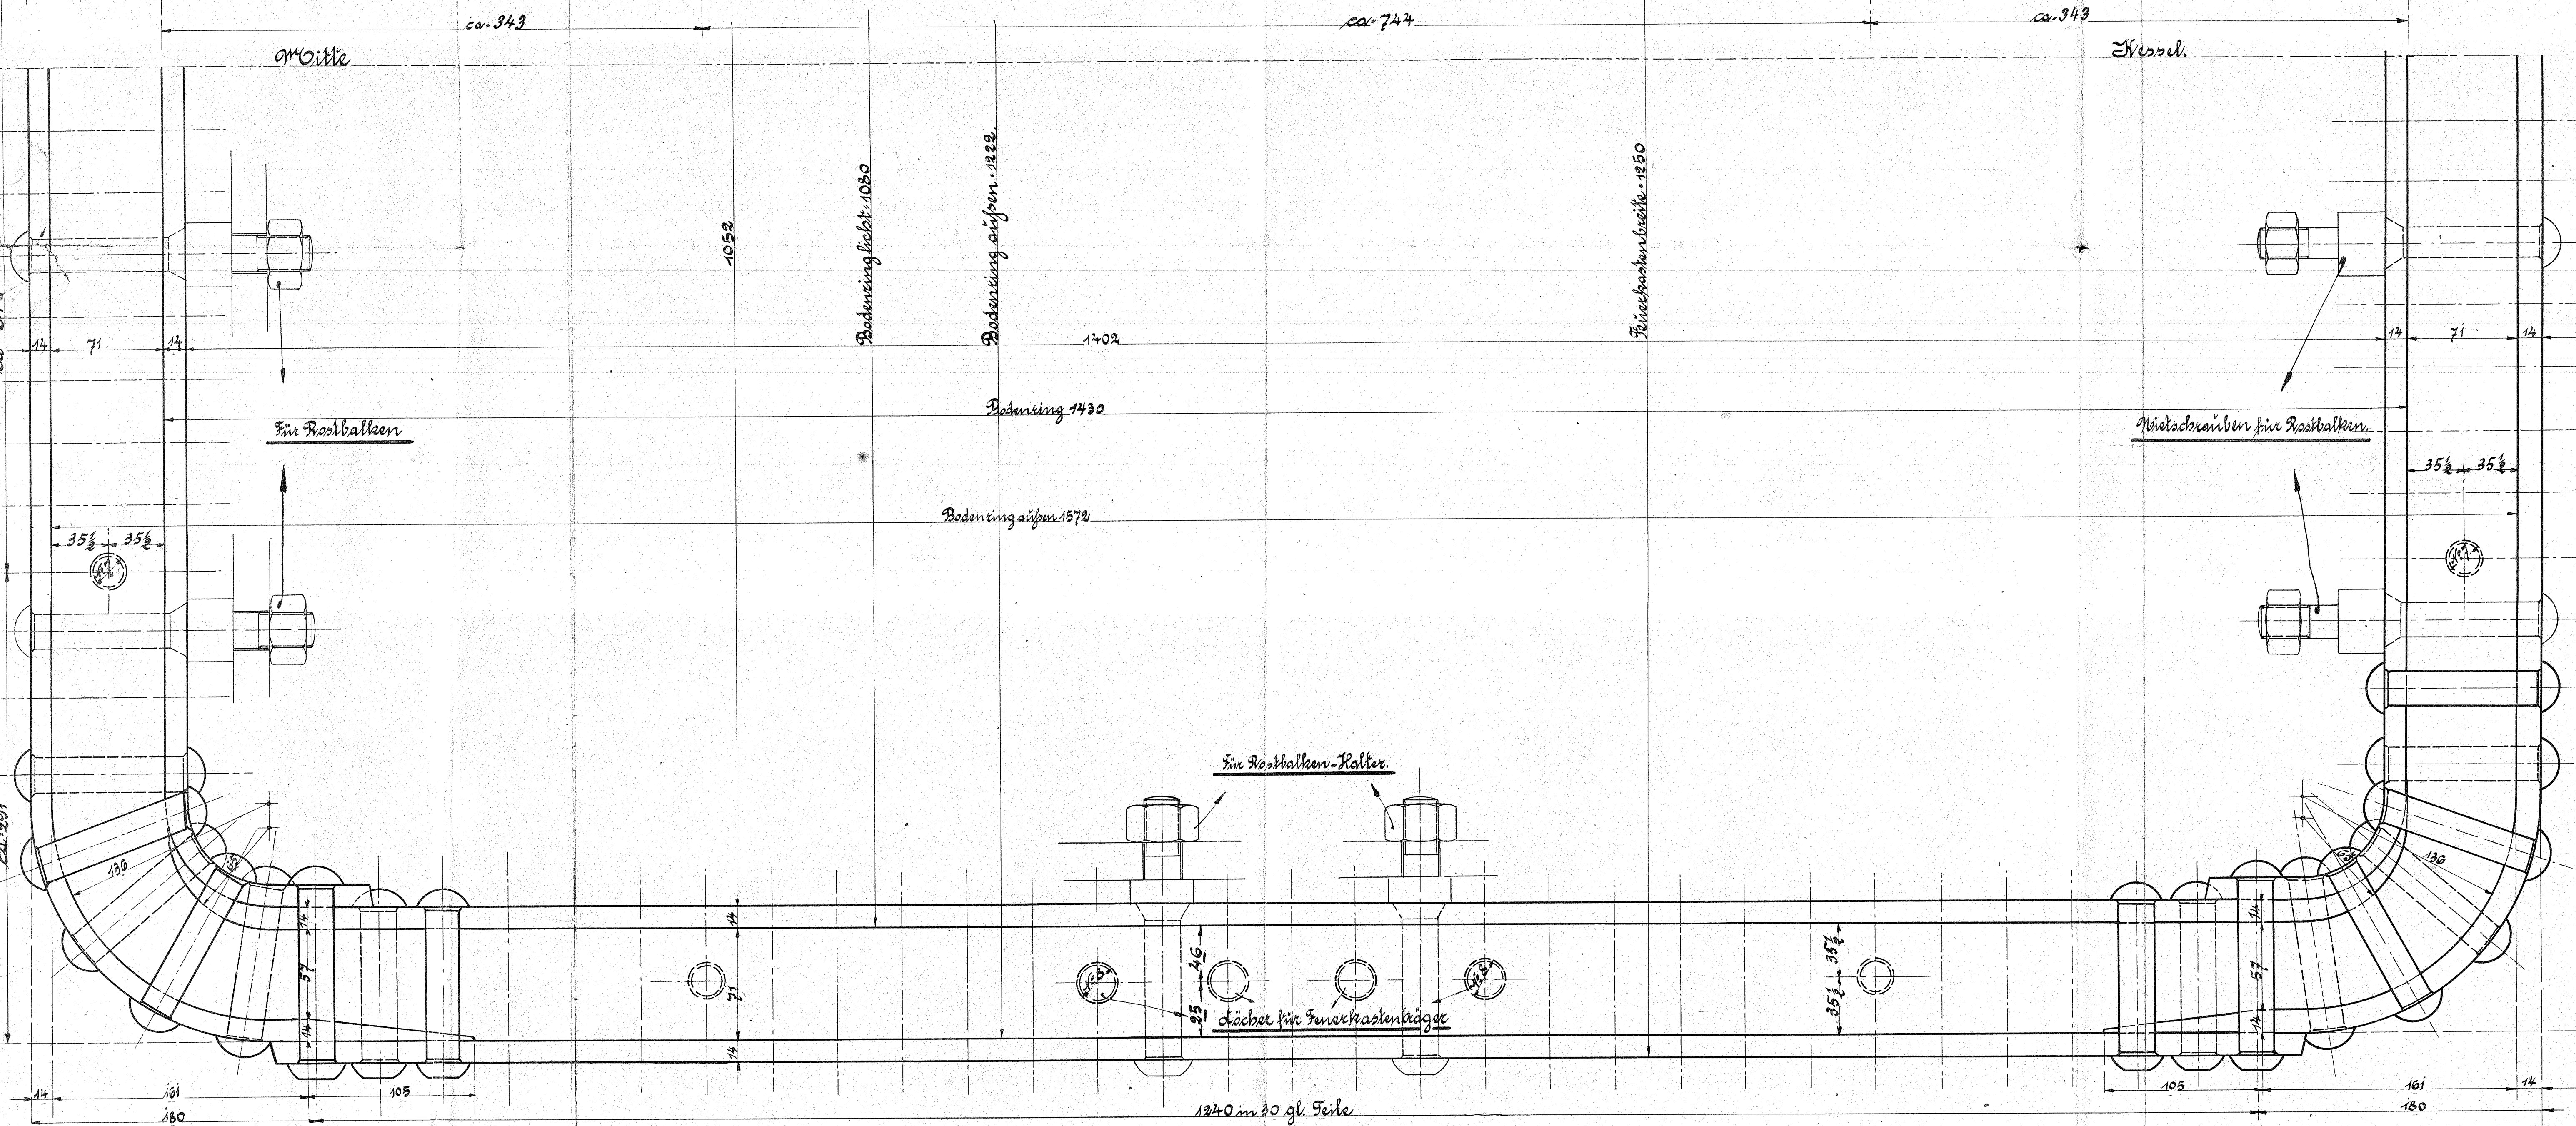 ca. 343
ca. 744
ca. 343
Mitte
Kessel.
1052
Bodenring licht = 1080
Bodenring außen = 1222.
Feuerkastenbreite = 1250
14 71 14
1402
14 71 14
Bodenring 1430
Für Rostbalken
Nietschrauben für Rostbalken.
35½ 35½
Bodenring außen 1572
35½ 35½
Für Rostbalken-Halter.
ca. 251
136
65
136
65
14
57
14
14
71
14
46
25
Löcher für Feuerkastenträger
35½ 35½
14
57
14
14 161 105
105 161 14
180
1240 in 30 gl. Teile
180